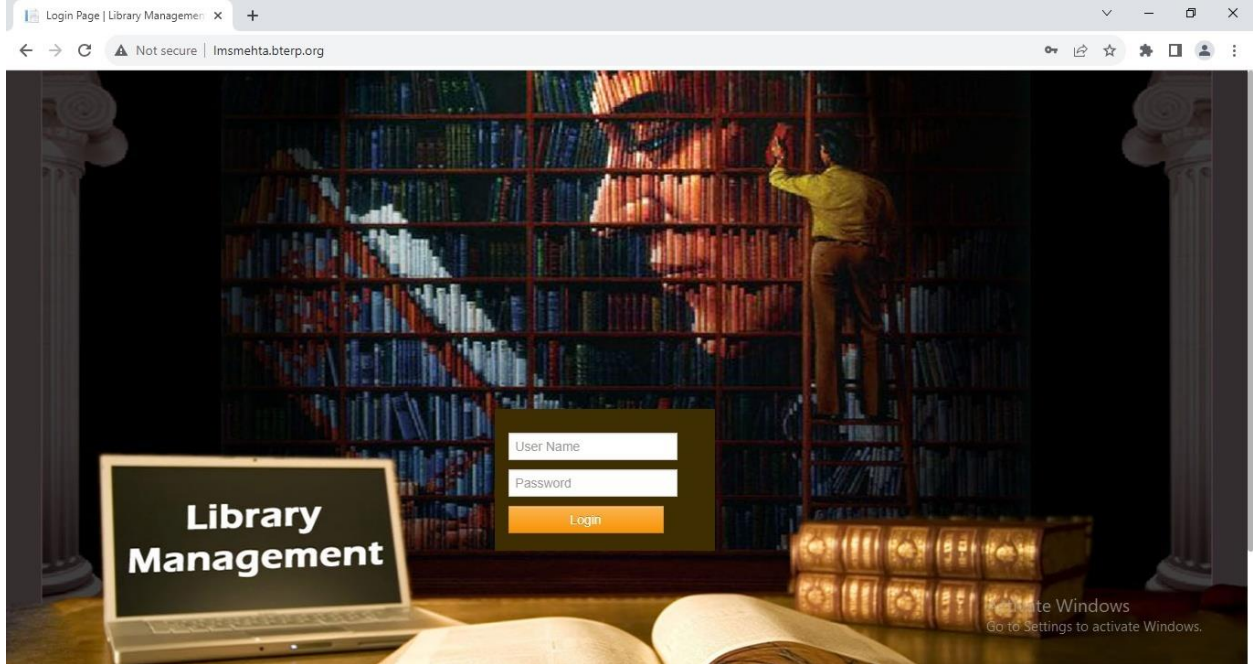 Login Page | Library Managemen
Not secure | lmsmehta.bterp.org
User Name
Password
Login
Library
Management
Activate Windows
Go to Settings to activate Windows.